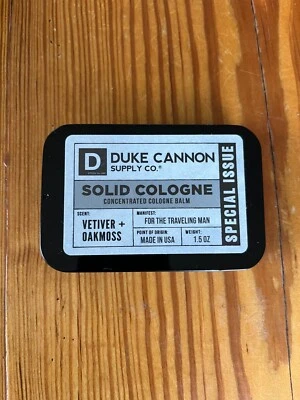 D
DUKE CANNON
SUPPLY CO.®
SOLID COLOGNE
CONCENTRATED COLOGNE BALM
SCENT:
VETIVER +
OAKMOSS
MANIFEST:
FOR THE TRAVELING MAN
POINT OF ORIGIN:
MADE IN USA
WEIGHT:
1.5 OZ
SPECIAL ISSUE